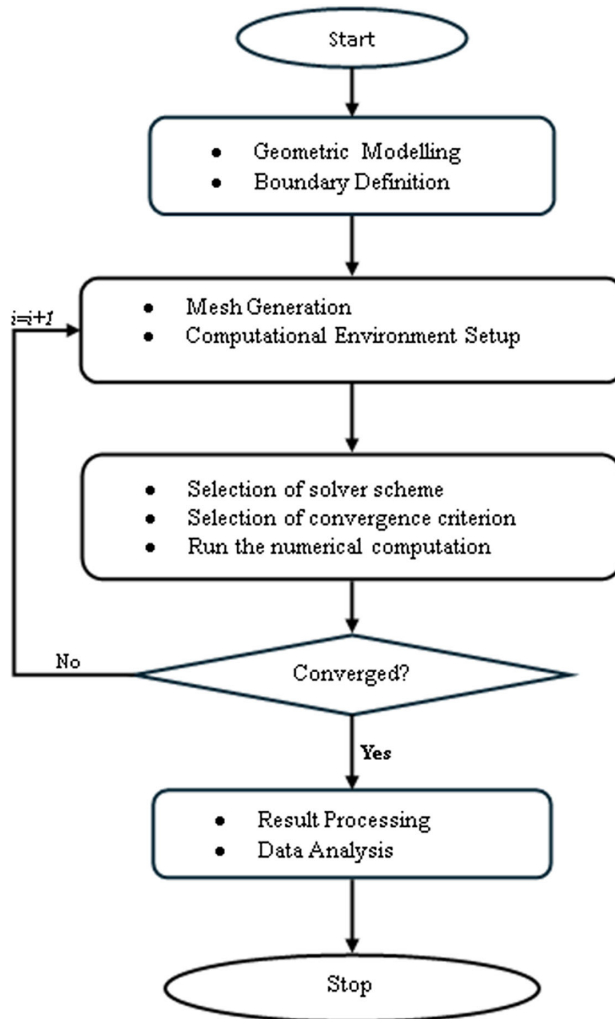 Start
• Geometric Modelling
• Boundary Definition
i=i+1
• Mesh Generation
• Computational Environment Setup
• Selection of solver scheme
• Selection of convergence criterion
• Run the numerical computation
No
Converged?
Yes
• Result Processing
• Data Analysis
Stop